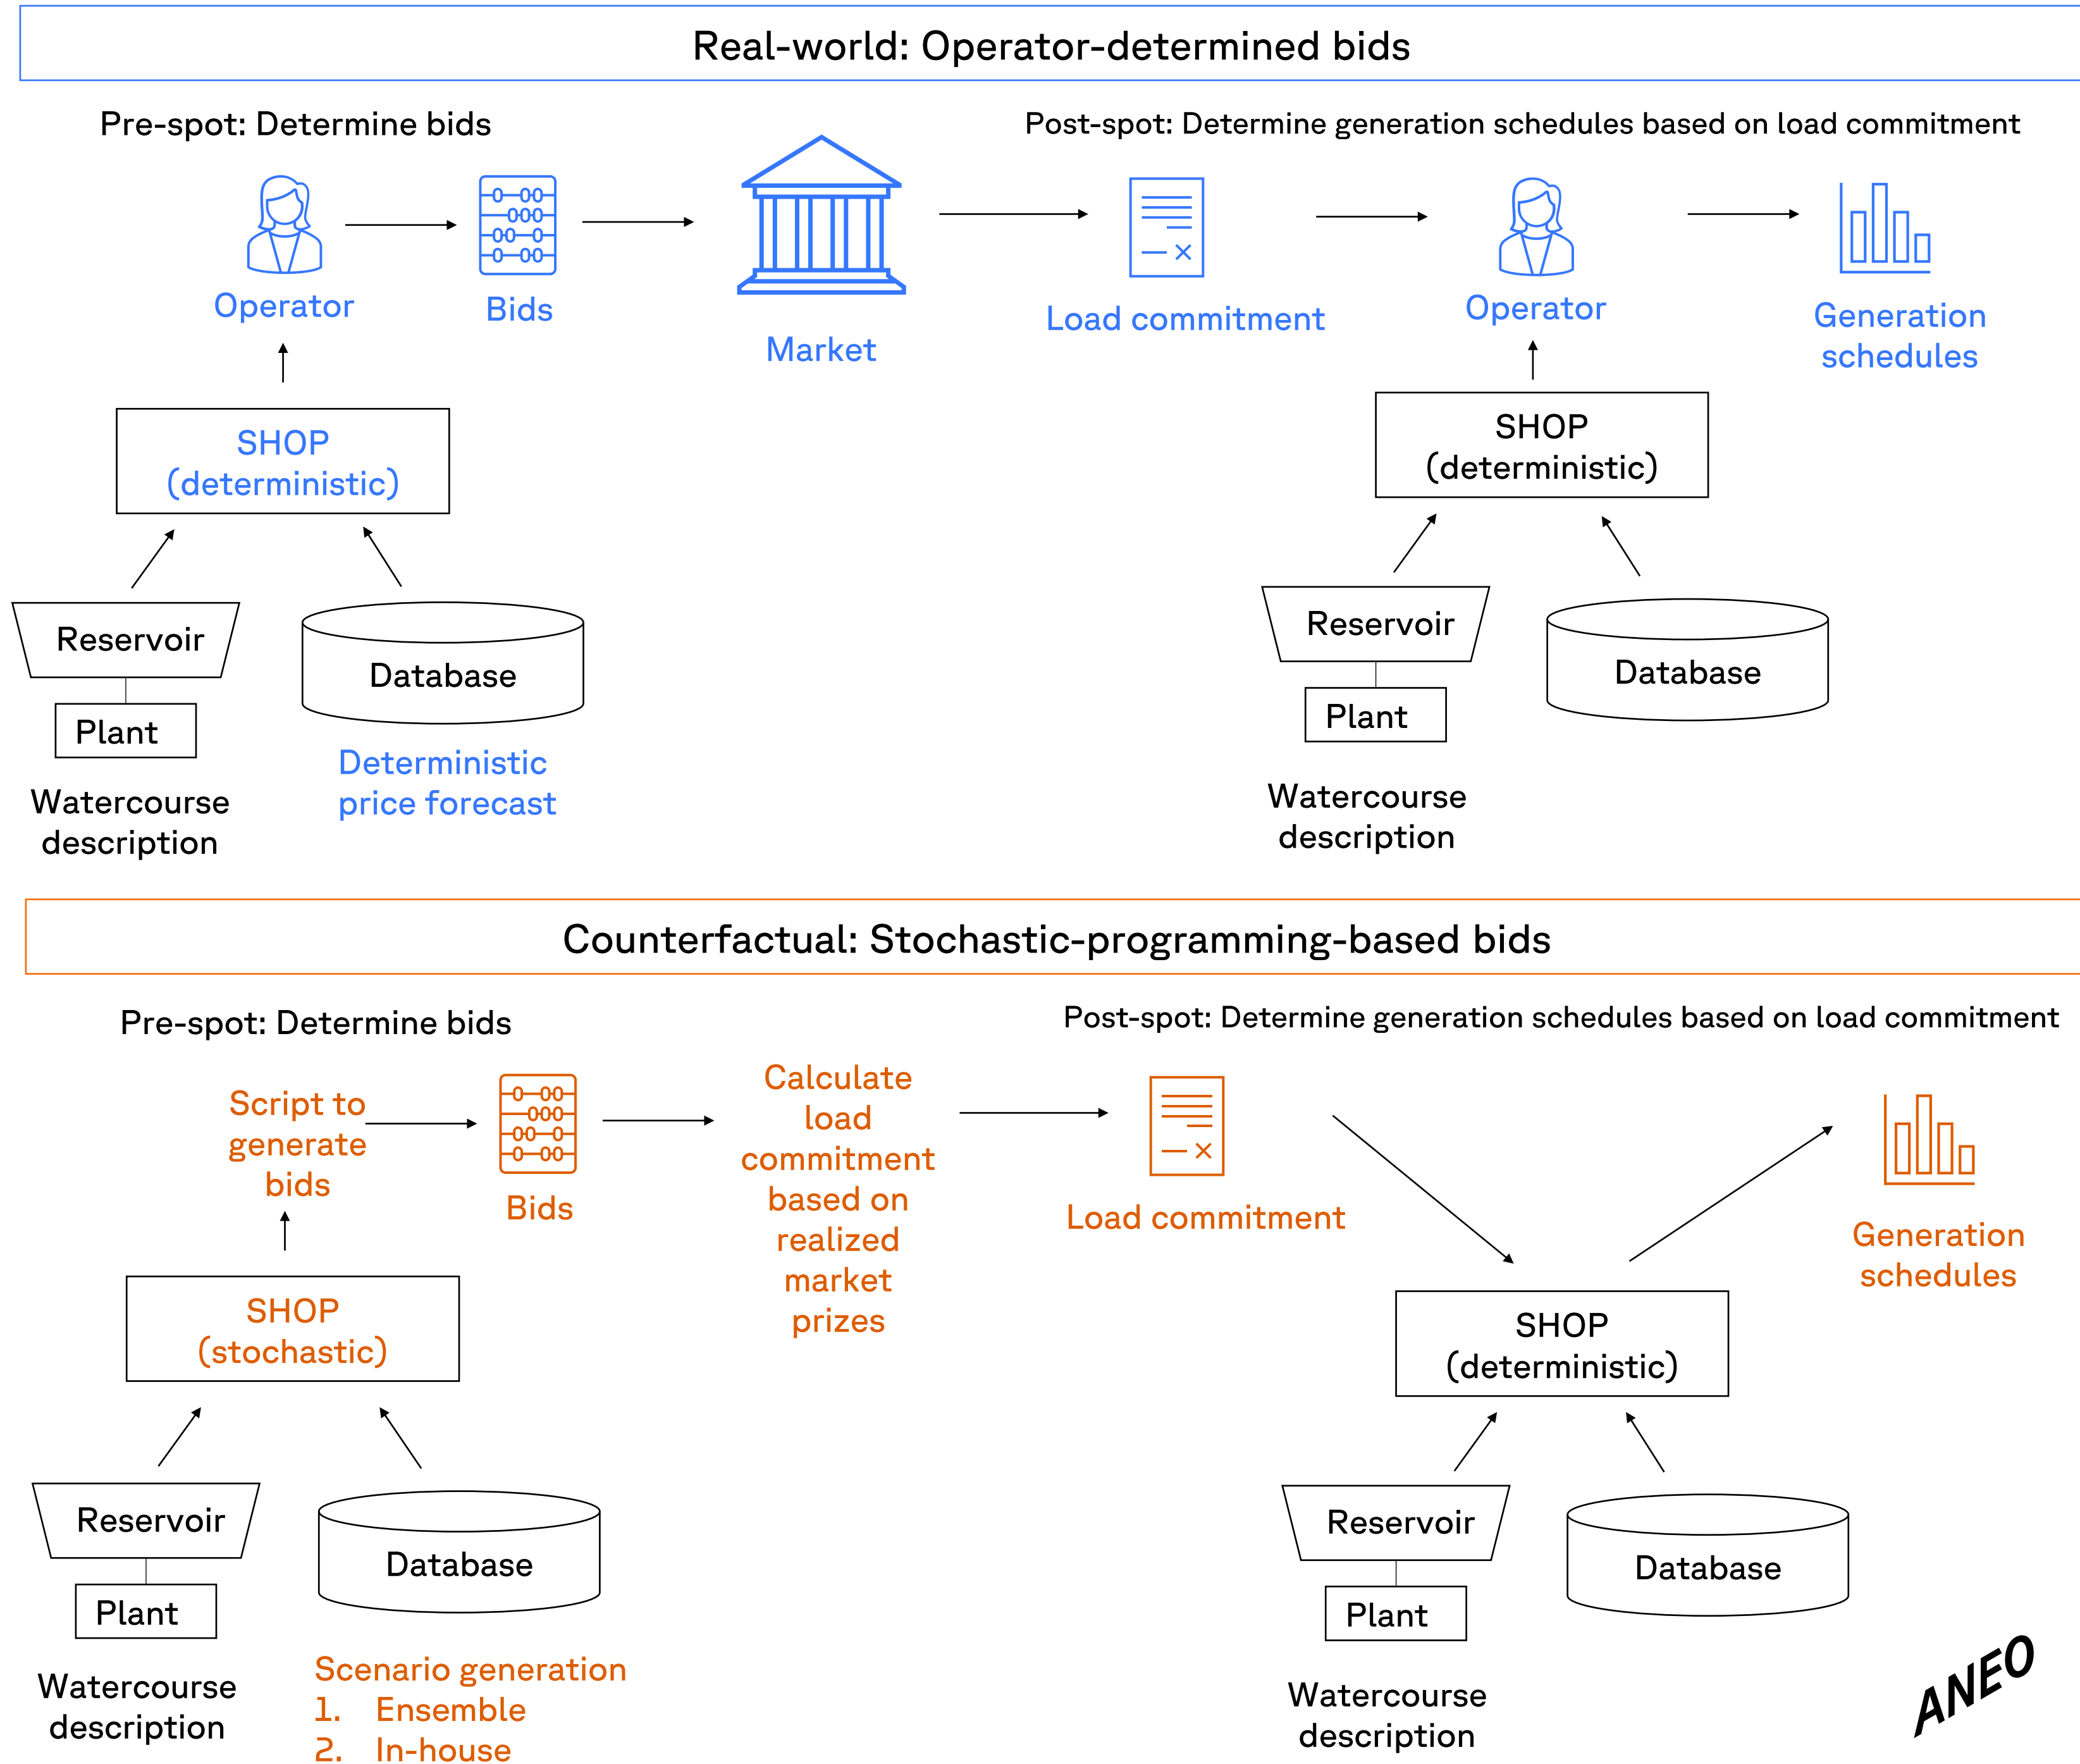 Real-world: Operator-determined bids
Pre-spot: Determine bids
Post-spot: Determine generation schedules based on load commitment
Operator
Bids
Market
Load commitment
Operator
Generation
schedules
SHOP
(deterministic)
SHOP
(deterministic)
Reservoir
Plant
Database
Watercourse
description
Deterministic
price forecast
Reservoir
Plant
Database
Watercourse
description
Counterfactual: Stochastic-programming-based bids
Pre-spot: Determine bids
Post-spot: Determine generation schedules based on load commitment
Script to
generate
bids
Bids
Calculate
load
commitment
based on
realized
market
prizes
Load commitment
Generation
schedules
SHOP
(stochastic)
SHOP
(deterministic)
Reservoir
Plant
Database
Watercourse
description
Scenario generation
1. Ensemble
2. In-house
Reservoir
Plant
Database
Watercourse
description
ANEO